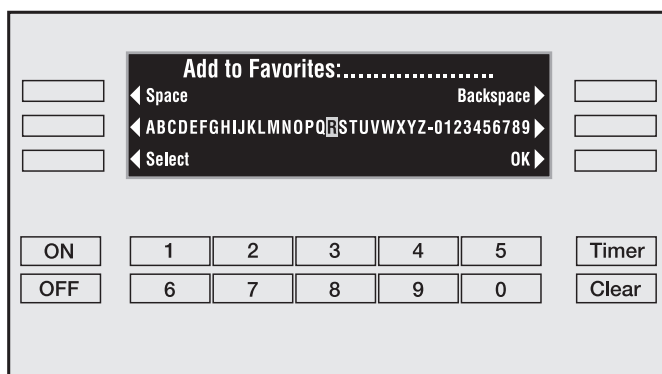 Add to Favorites:....................
Space Backspace
ABCDEFGHIJKLMNOPQRSTUVWXYZ-0123456789
Select OK
ON 1 2 3 4 5 Timer
OFF 6 7 8 9 0 Clear